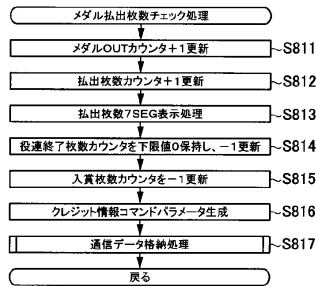 メダル払出枚数チェック処理
メダルOUTカウンタ+1更新 S811
払出枚数カウンタ+1更新 S812
払出枚数7SEG表示処理 S813
役連終了枚数カウンタを下限値0保持し、-1更新 S814
入賞枚数カウンタを-1更新 S815
クレジット情報コマンドパラメータ生成 S816
通信データ格納処理 S817
戻る